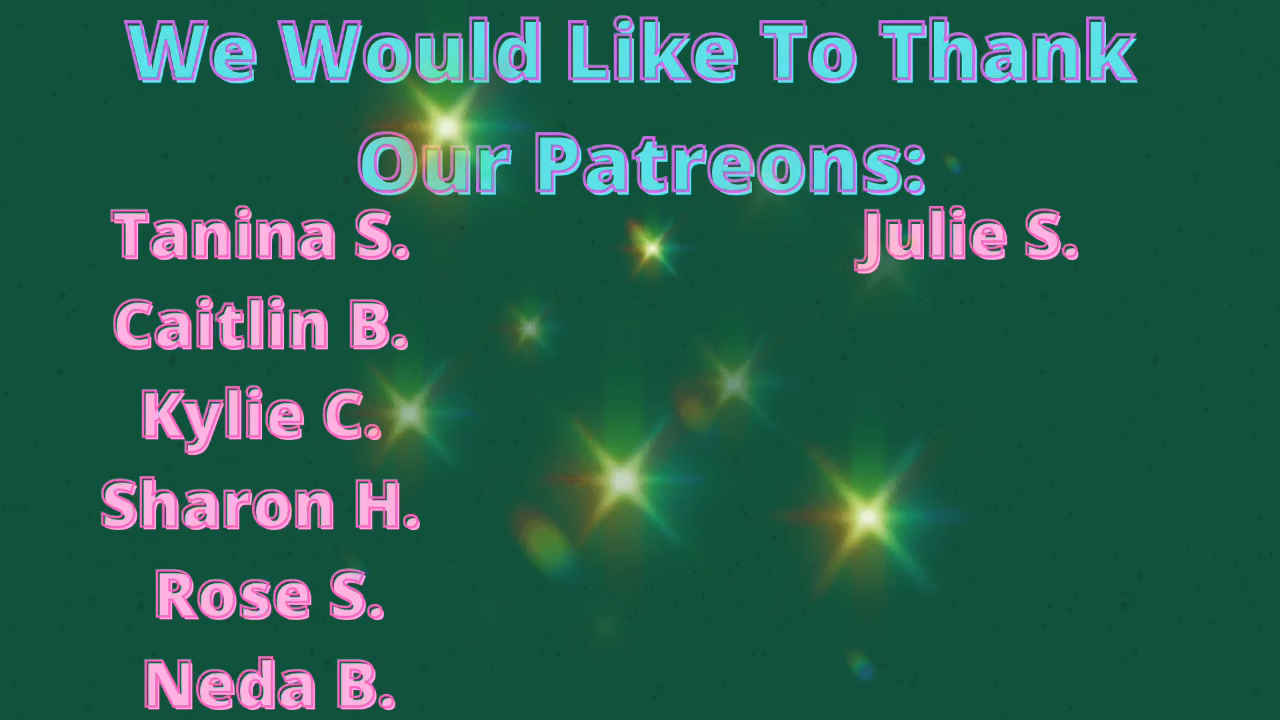 We Would Like To Thank
Our Patreons:
Tanina S.
Caitlin B.
Kylie C.
Sharon H.
Rose S.
Neda B.
Julie S.